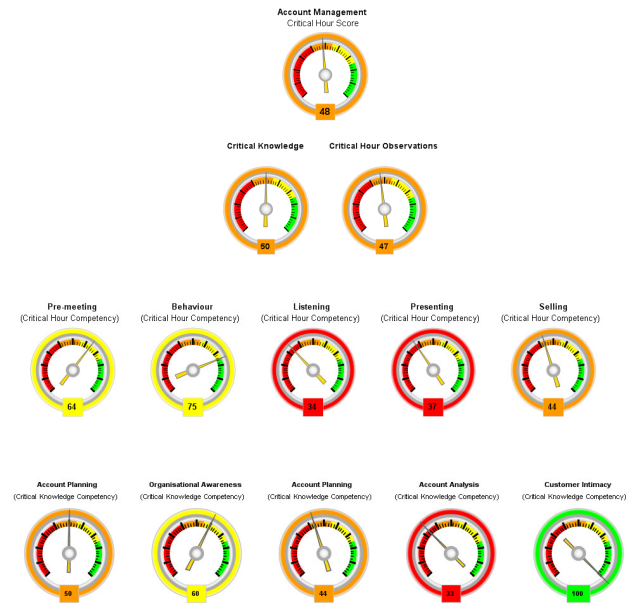 Account Management
Critical Hour Score
48
Critical Knowledge
Critical Hour Observations
50
47
Pre-meeting
Behaviour
Listening
Presenting
Selling
(Critical Hour Competency)
(Critical Hour Competency)
(Critical Hour Competency)
(Critical Hour Competency)
(Critical Hour Competency)
64
75
34
37
44
Account Planning
Organisational Awareness
Account Planning
Account Analysis
Customer Intimacy
(Critical Knowledge Competency)
(Critical Knowledge Competency)
(Critical Knowledge Competency)
(Critical Knowledge Competency)
(Critical Knowledge Competency)
50
60
44
33
100